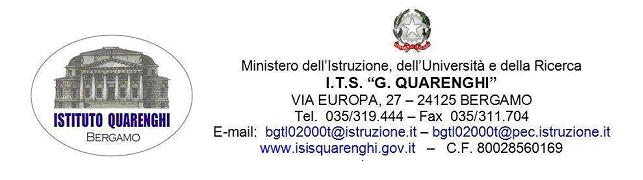 ISTITUTO QUARENGHI
BERGAMO
Ministero dell'Istruzione, dell'Università e della Ricerca
I.T.S. "G. QUARENGHI"
VIA EUROPA, 27 – 24125 BERGAMO
Tel. 035/319.444 – Fax 035/311.704
E-mail: bgtl02000t@istruzione.it – bgtl02000t@pec.istruzione.it
www.isisquarenghi.gov.it – C.F. 80028560169